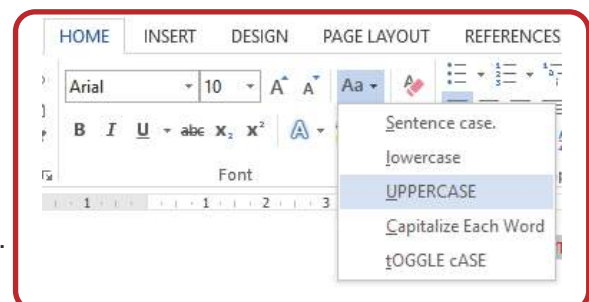 HOME INSERT DESIGN PAGE LAYOUT REFERENCES
Arial 10 A A Aa
B I U abc X₂ X² A
Font
1 1 2 3
Sentence case.
lowercase
UPPERCASE
Capitalize Each Word
tOGGLE cASE
.